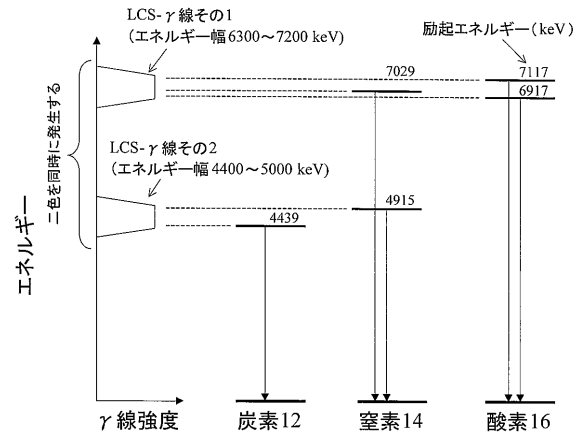 LCS-γ線その1
(エネルギー幅6300～7200 keV)
励起エネルギー(keV)
7029
7117
6917
二色を同時に発生する
LCS-γ線その2
(エネルギー幅4400～5000 keV)
4439
4915
エネルギー
γ線強度
炭素12
窒素14
酸素16